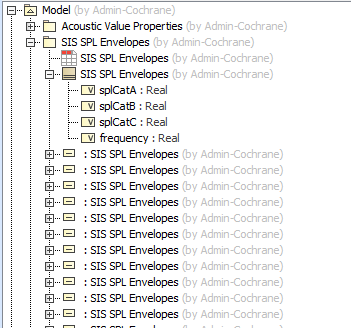 Model (by Admin-Cochrane)
Acoustic Value Properties (by Admin-Cochrane)
SIS SPL Envelopes (by Admin-Cochrane)
SIS SPL Envelopes (by Admin-Cochrane)
SIS SPL Envelopes (by Admin-Cochrane)
v splCatA : Real
v splCatB : Real
v splCatC : Real
v frequency : Real
: SIS SPL Envelopes (by Admin-Cochrane)
: SIS SPL Envelopes (by Admin-Cochrane)
: SIS SPL Envelopes (by Admin-Cochrane)
: SIS SPL Envelopes (by Admin-Cochrane)
: SIS SPL Envelopes (by Admin-Cochrane)
: SIS SPL Envelopes (by Admin-Cochrane)
: SIS SPL Envelopes (by Admin-Cochrane)
: SIS SPL Envelopes (by Admin-Cochrane)
: SIS SPL Envelopes (by Admin-Cochrane)
: SIS SPL Envelopes (by Admin-Cochrane)
: SIS SPL Envelopes (by Admin-Cochrane)